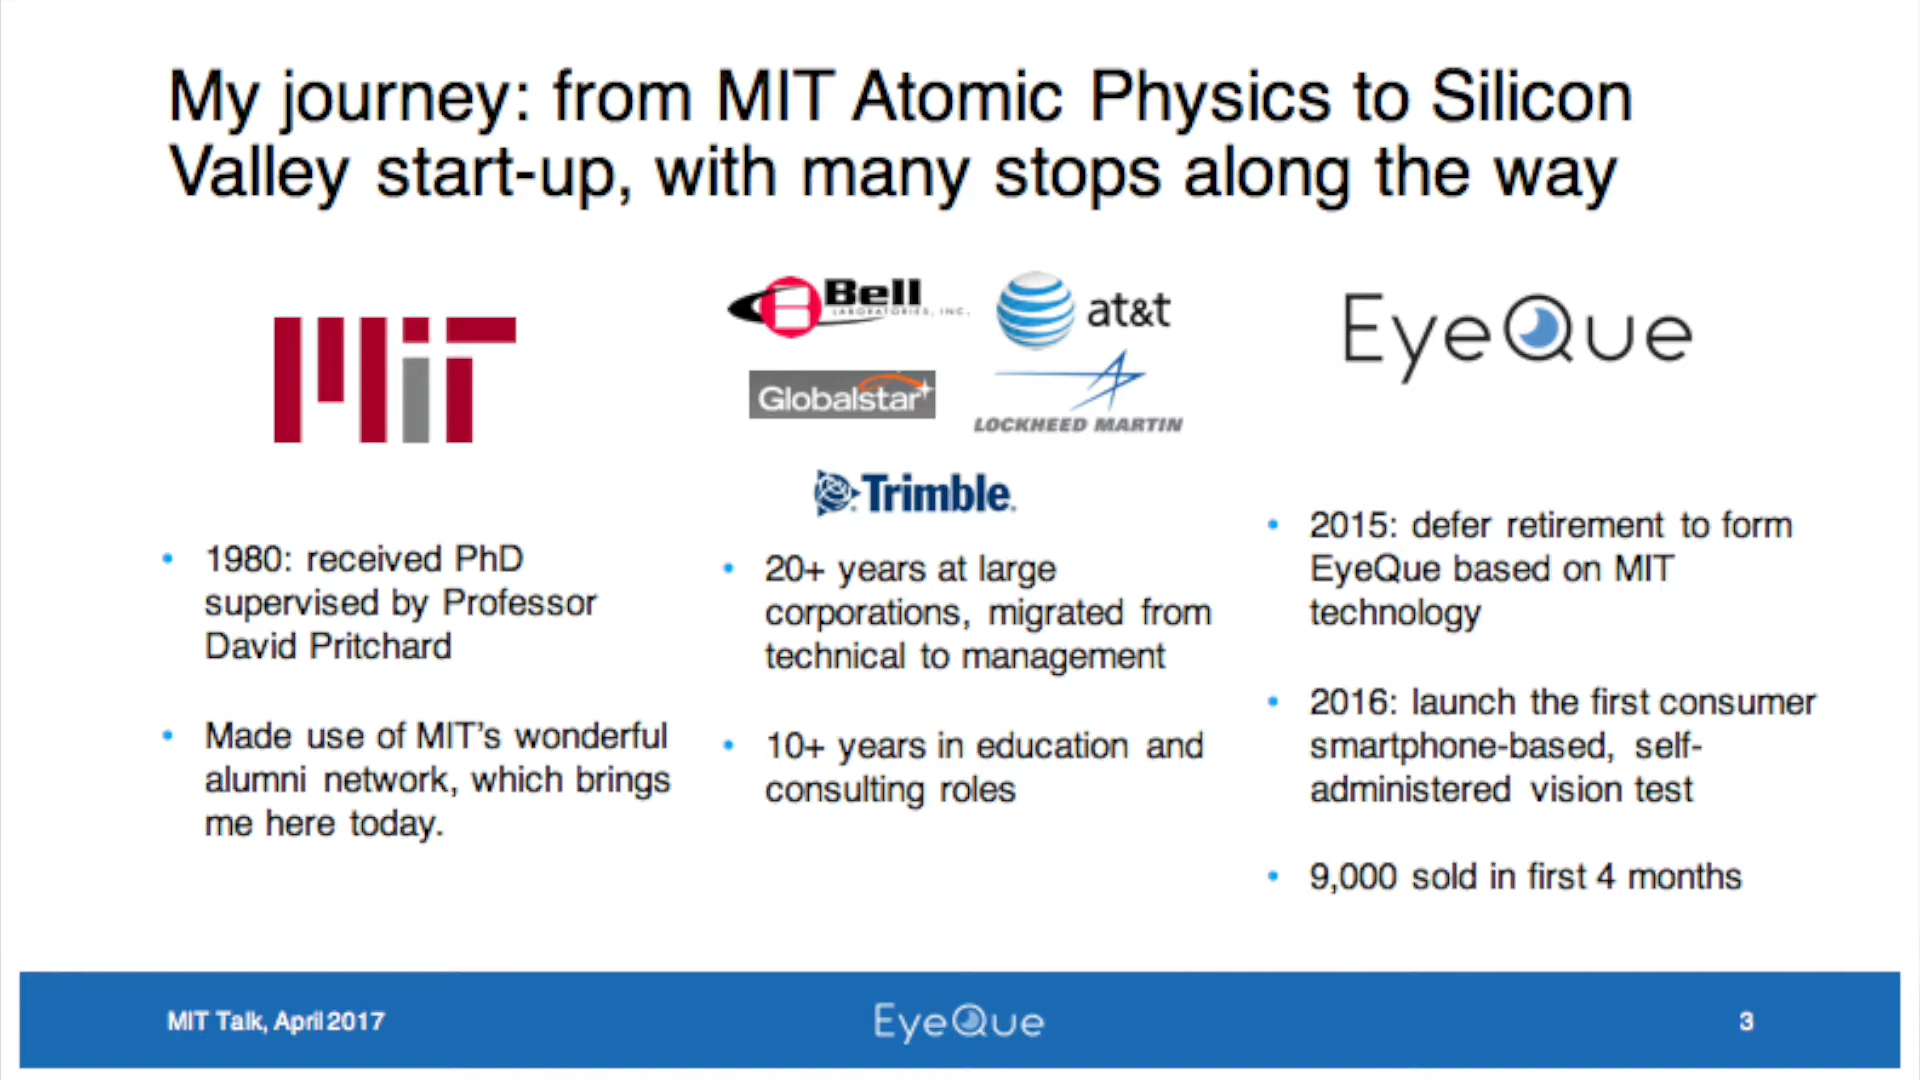 My journey: from MIT Atomic Physics to Silicon
Valley start-up, with many stops along the way
MiT
Bell
LABORATORIES, INC.
at&t
Globalstar
LOCKHEED MARTIN
Trimble.
EyeQue
• 1980: received PhD
supervised by Professor
David Pritchard
• Made use of MIT’s wonderful
alumni network, which brings
me here today.
• 20+ years at large
corporations, migrated from
technical to management
• 10+ years in education and
consulting roles
• 2015: defer retirement to form
EyeQue based on MIT
technology
• 2016: launch the first consumer
smartphone-based, self-
administered vision test
• 9,000 sold in first 4 months
MIT Talk, April 2017
EyeQue
3